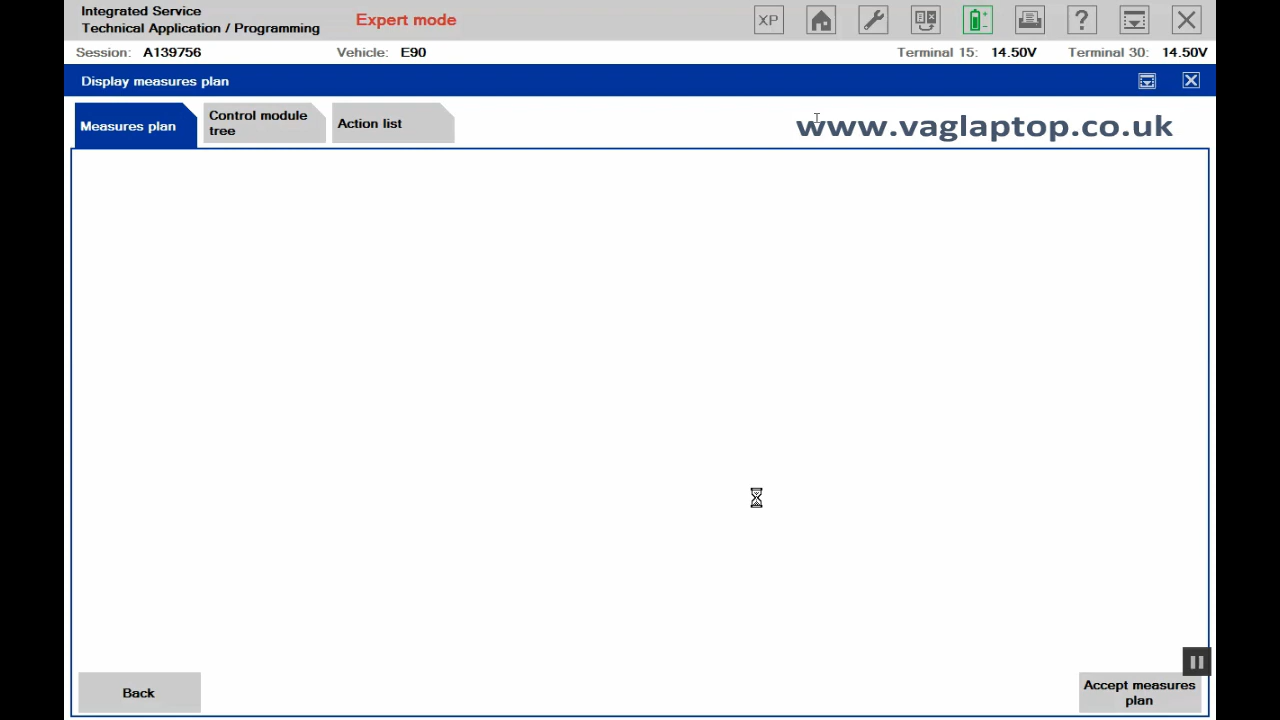 Integrated Service
Technical Application / Programming
Expert mode
XP
?
Session: A139756
Vehicle: E90
Terminal 15: 14.50V
Terminal 30: 14.50V
Display measures plan
Measures plan
Control module
tree
Action list
www.vaglaptop.co.uk
Back
Accept measures
plan